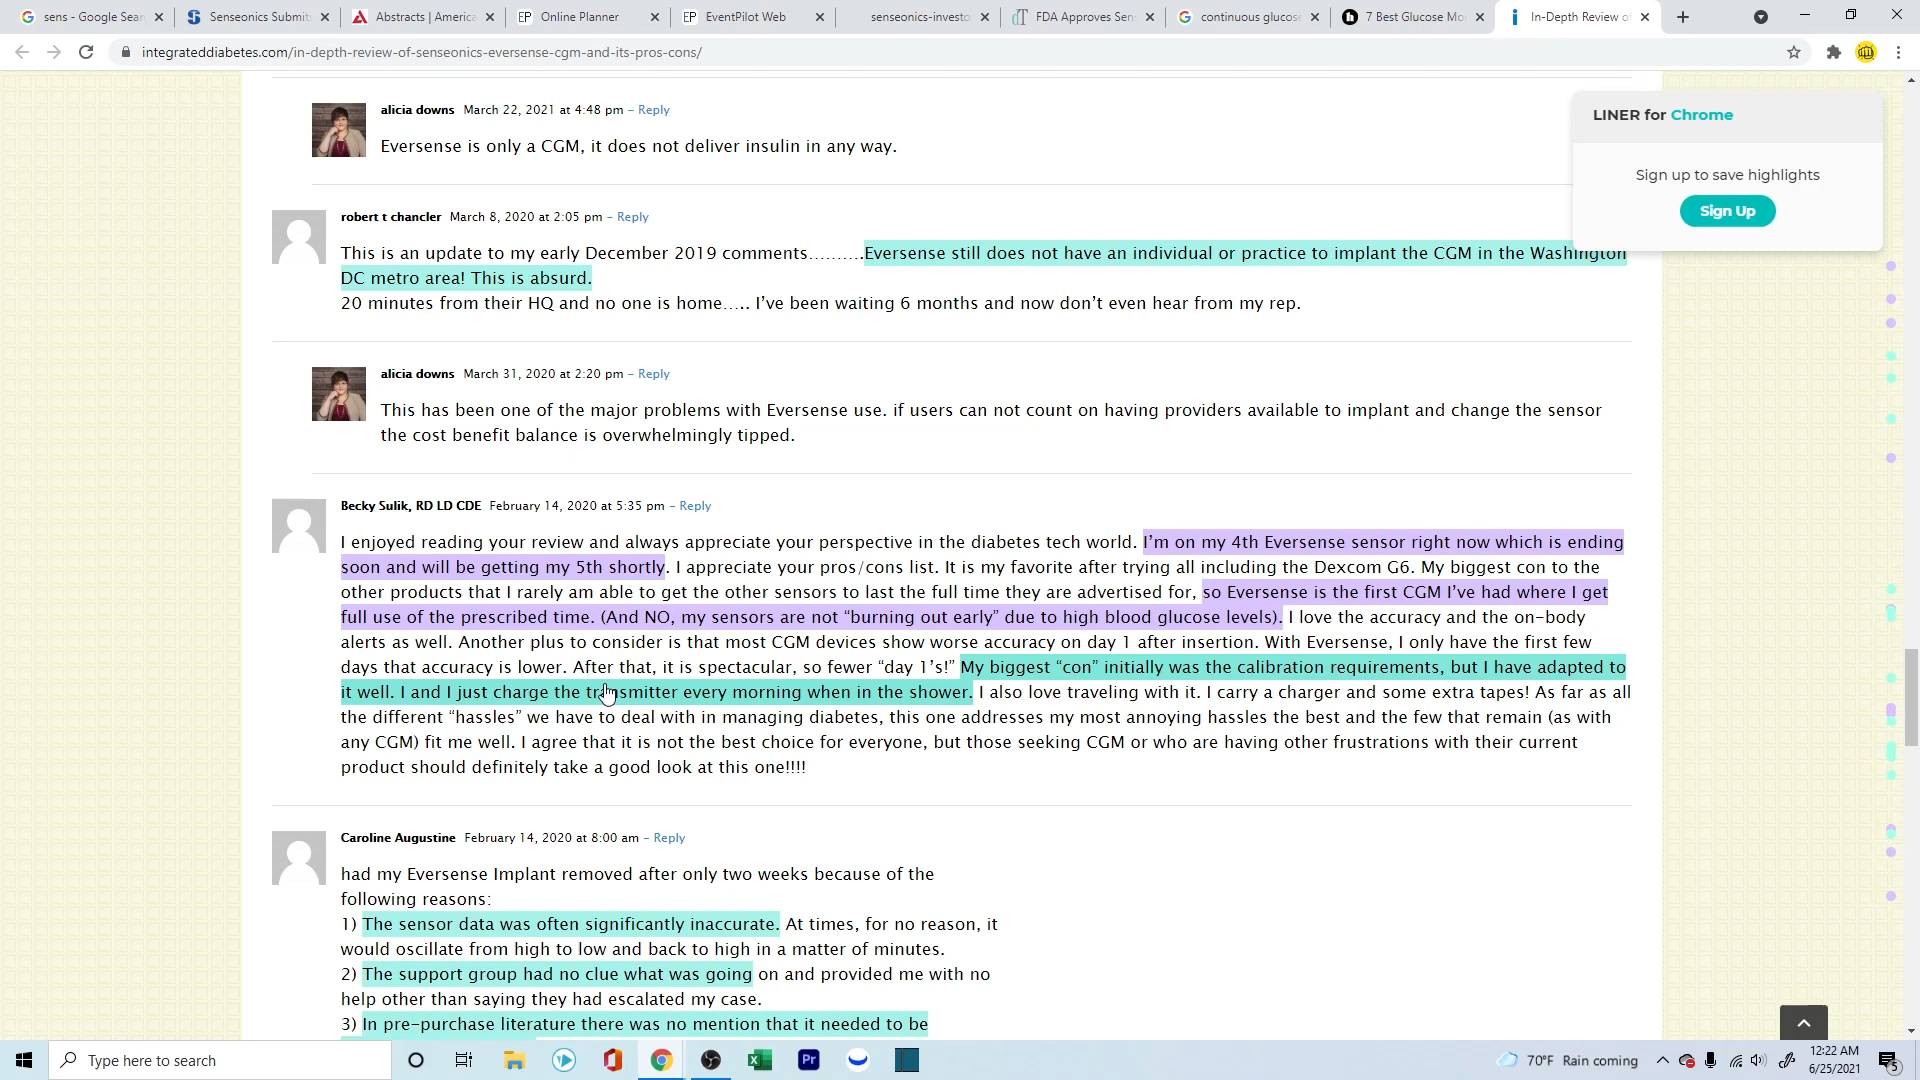 sens - Google Sear
Senseonics Submit
Abstracts | America
EP Online Planner
EP EventPilot Web
senseonics-investo
dT FDA Approves Sen
continuous glucose
7 Best Glucose Mo
In-Depth Review of
integrateddiabetes.com/in-depth-review-of-senseonics-eversense-cgm-and-its-pros-cons/
LINER for Chrome
Sign up to save highlights
Sign Up
alicia downs March 22, 2021 at 4:48 pm – Reply
Eversense is only a CGM, it does not deliver insulin in any way.
robert t chancler March 8, 2020 at 2:05 pm – Reply
This is an update to my early December 2019 comments……….Eversense still does not have an individual or practice to implant the CGM in the Washington
DC metro area! This is absurd.
20 minutes from their HQ and no one is home….. I’ve been waiting 6 months and now don’t even hear from my rep.
alicia downs March 31, 2020 at 2:20 pm – Reply
This has been one of the major problems with Eversense use. if users can not count on having providers available to implant and change the sensor
the cost benefit balance is overwhelmingly tipped.
Becky Sulik, RD LD CDE February 14, 2020 at 5:35 pm – Reply
I enjoyed reading your review and always appreciate your perspective in the diabetes tech world. I’m on my 4th Eversense sensor right now which is ending
soon and will be getting my 5th shortly. I appreciate your pros/cons list. It is my favorite after trying all including the Dexcom G6. My biggest con to the
other products that I rarely am able to get the other sensors to last the full time they are advertised for, so Eversense is the first CGM I’ve had where I get
full use of the prescribed time. (And NO, my sensors are not “burning out early” due to high blood glucose levels). I love the accuracy and the on-body
alerts as well. Another plus to consider is that most CGM devices show worse accuracy on day 1 after insertion. With Eversense, I only have the first few
days that accuracy is lower. After that, it is spectacular, so fewer “day 1’s!” My biggest “con” initially was the calibration requirements, but I have adapted to
it well. I and I just charge the transmitter every morning when in the shower. I also love traveling with it. I carry a charger and some extra tapes! As far as all
the different “hassles” we have to deal with in managing diabetes, this one addresses my most annoying hassles the best and the few that remain (as with
any CGM) fit me well. I agree that it is not the best choice for everyone, but those seeking CGM or who are having other frustrations with their current
product should definitely take a good look at this one!!!!
Caroline Augustine February 14, 2020 at 8:00 am – Reply
had my Eversense Implant removed after only two weeks because of the
following reasons:
1) The sensor data was often significantly inaccurate. At times, for no reason, it
would oscillate from high to low and back to high in a matter of minutes.
2) The support group had no clue what was going on and provided me with no
help other than saying they had escalated my case.
3) In pre-purchase literature there was no mention that it needed to be
Type here to search
Pr
70°F Rain coming
12:22 AM
6/25/2021
5